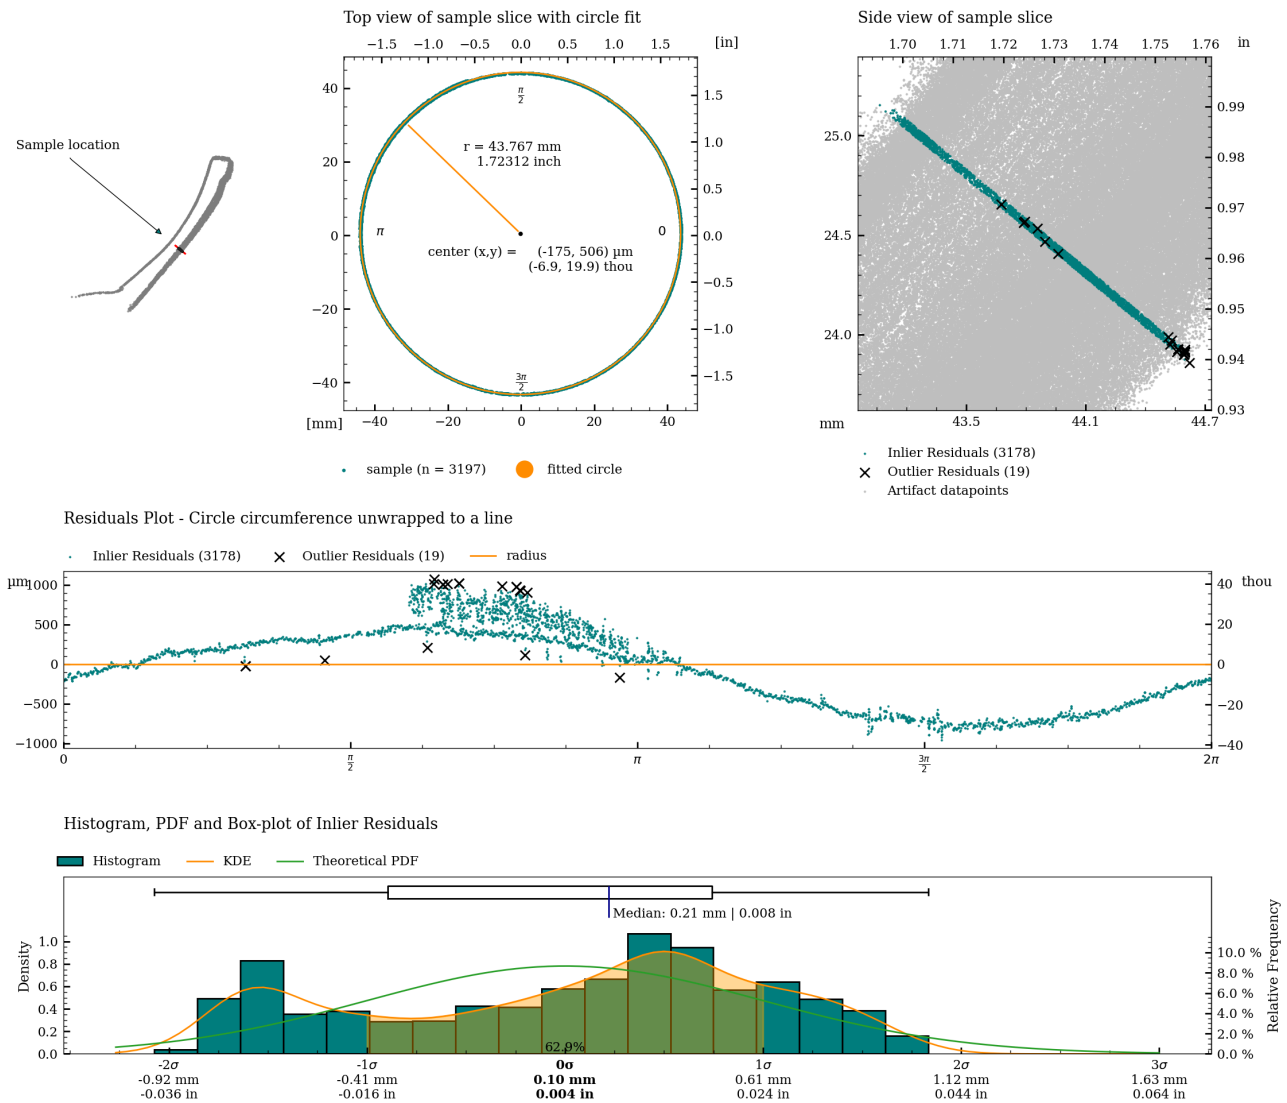 Top view of sample slice with circle fit
−1.5 −1.0 −0.5 0.0 0.5 1.0 1.5 [in]
Side view of sample slice
1.70 1.71 1.72 1.73 1.74 1.75 1.76 in
Sample location
40
20
0
−20
−40
[mm]
−40 −20 0 20 40
1.5
1.0
0.5
0.0
−0.5
−1.0
−1.5
π/2
r = 43.767 mm
1.72312 inch
π
0
center (x,y) = (-175, 506) µm
(-6.9, 19.9) thou
3π/2
sample (n = 3197)
fitted circle
25.0
24.5
24.0
mm
43.5 44.1 44.7
0.99
0.98
0.97
0.96
0.95
0.94
0.93
Inlier Residuals (3178)
Outlier Residuals (19)
Artifact datapoints
Residuals Plot - Circle circumference unwrapped to a line
Inlier Residuals (3178) Outlier Residuals (19) radius
µm
1000
500
0
−500
−1000
40 thou
20
0
−20
−40
0 π/2 π 3π/2 2π
Histogram, PDF and Box-plot of Inlier Residuals
Histogram KDE Theoretical PDF
Median: 0.21 mm | 0.008 in
Density
1.0
0.8
0.6
0.4
0.2
0.0
Relative Frequency
10.0 %
8.0 %
6.0 %
4.0 %
2.0 %
0.0 %
62.9%
-2σ -1σ 0σ 1σ 2σ 3σ
-0.92 mm -0.41 mm 0.10 mm 0.61 mm 1.12 mm 1.63 mm
-0.036 in -0.016 in 0.004 in 0.024 in 0.044 in 0.064 in